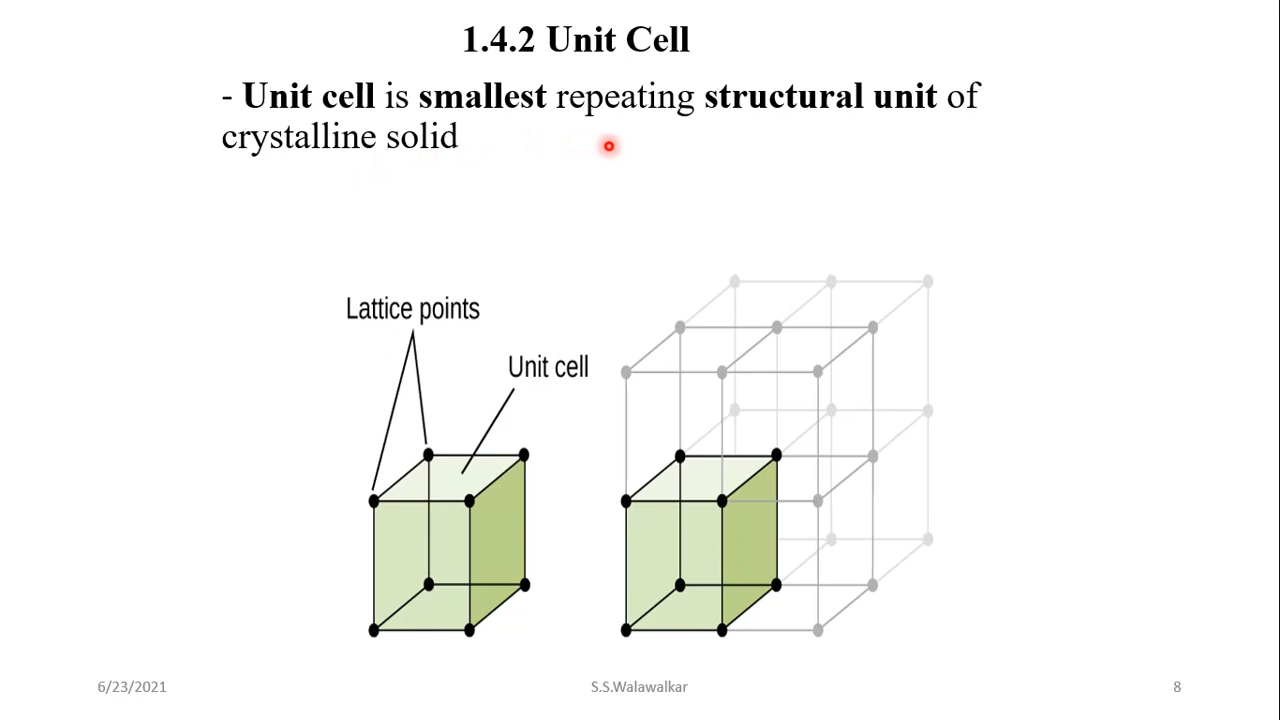 1.4.2 Unit Cell
- Unit cell is smallest repeating structural unit of
crystalline solid
Lattice points
Unit cell
6/23/2021
S.S.Walawalkar
8